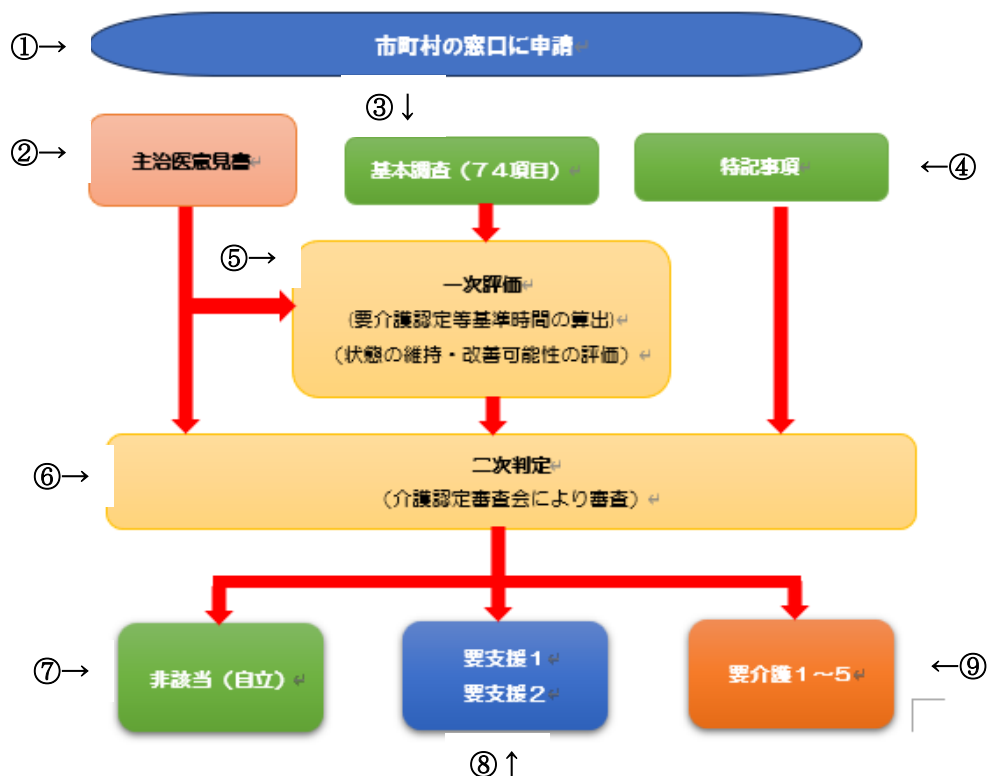 ①→
市町村の窓口に申請↵
③↓
②→
主治医意見書↵
基本調査（７４項目）↵
特記事項↵
←④
⑤→
一次評価↵
(要介護認定等基準時間の算出)↵
（状態の維持・改善可能性の評価）↵
⑥→
二次判定↵
（介護認定審査会により審査）↵
⑦→
非該当（自立）↵
要支援１↵
要支援２↵
要介護１～５↵
←⑨
⑧↑